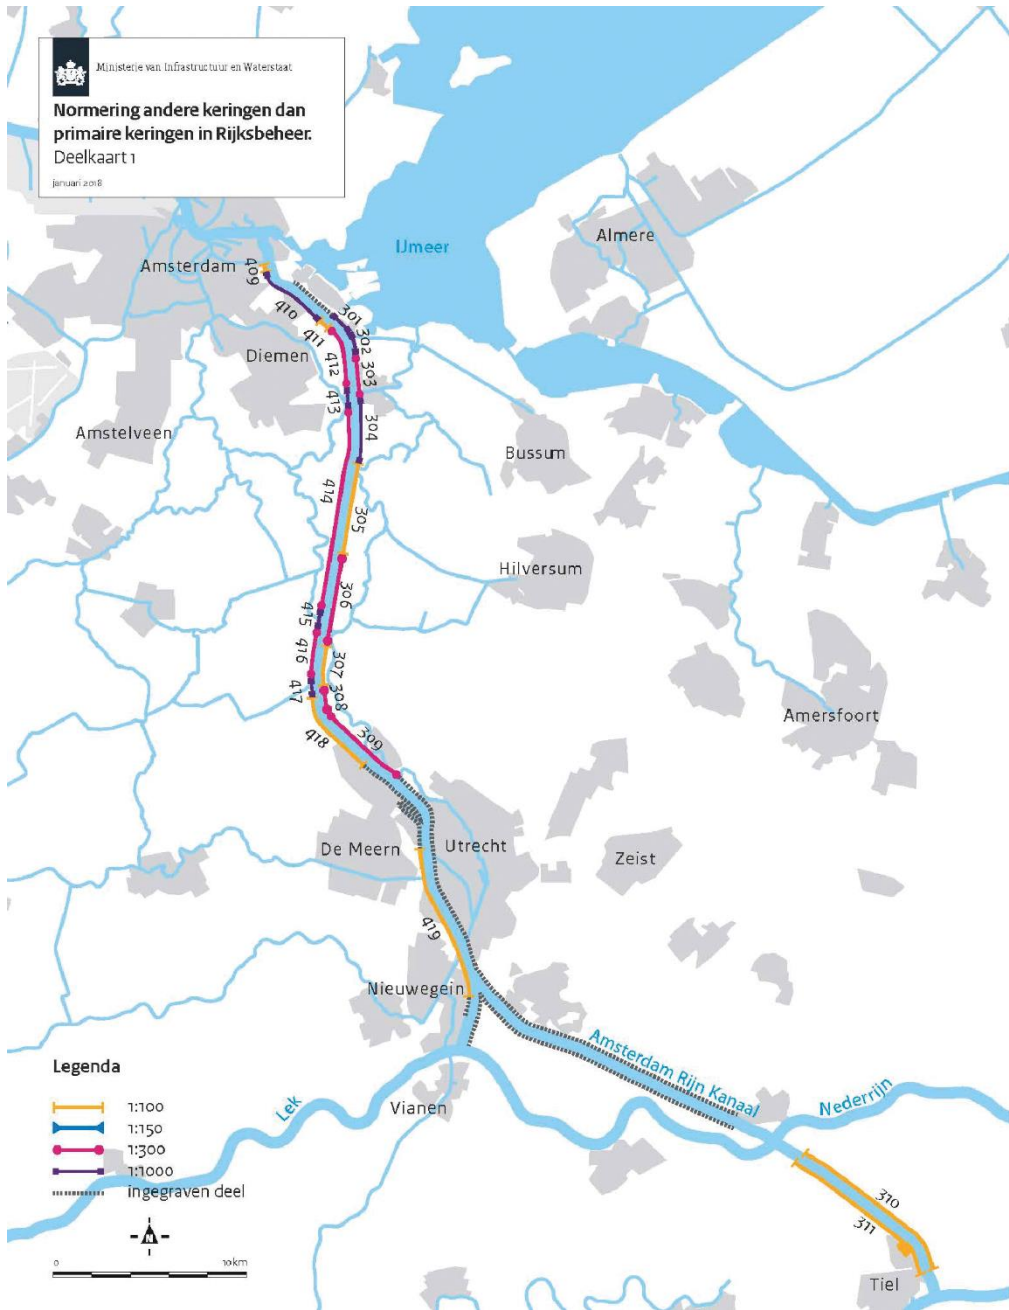 Ministerie van Infrastructuur en Waterstaat
Normering andere keringen dan
primaire keringen in Rijksbeheer.
Deelkaart 1
januari 2018
IJmeer
Almere
Amsterdam
409
410
301
411
302
Diemen
412
303
413
304
Amstelveen
Bussum
414
305
Hilversum
306
415
416
307
417
308
Amersfoort
418
309
De Meern
Utrecht
Zeist
419
Nieuwegein
Amsterdam Rijn Kanaal
Nederrijn
Lek
Vianen
310
311
Tiel
Legenda
1:100
1:150
1:300
1:1000
ingegraven deel
N
0 10km